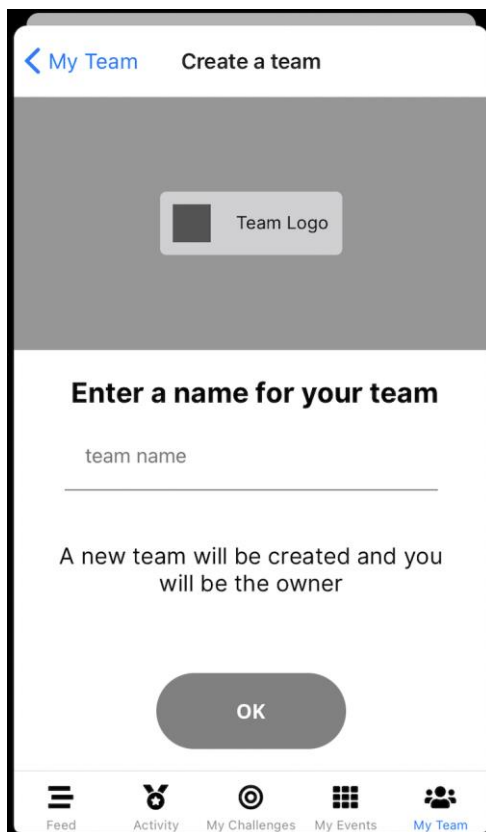 My Team
Create a team
Team Logo
Enter a name for your team
team name
A new team will be created and you
will be the owner
OK
Feed
Activity
My Challenges
My Events
My Team